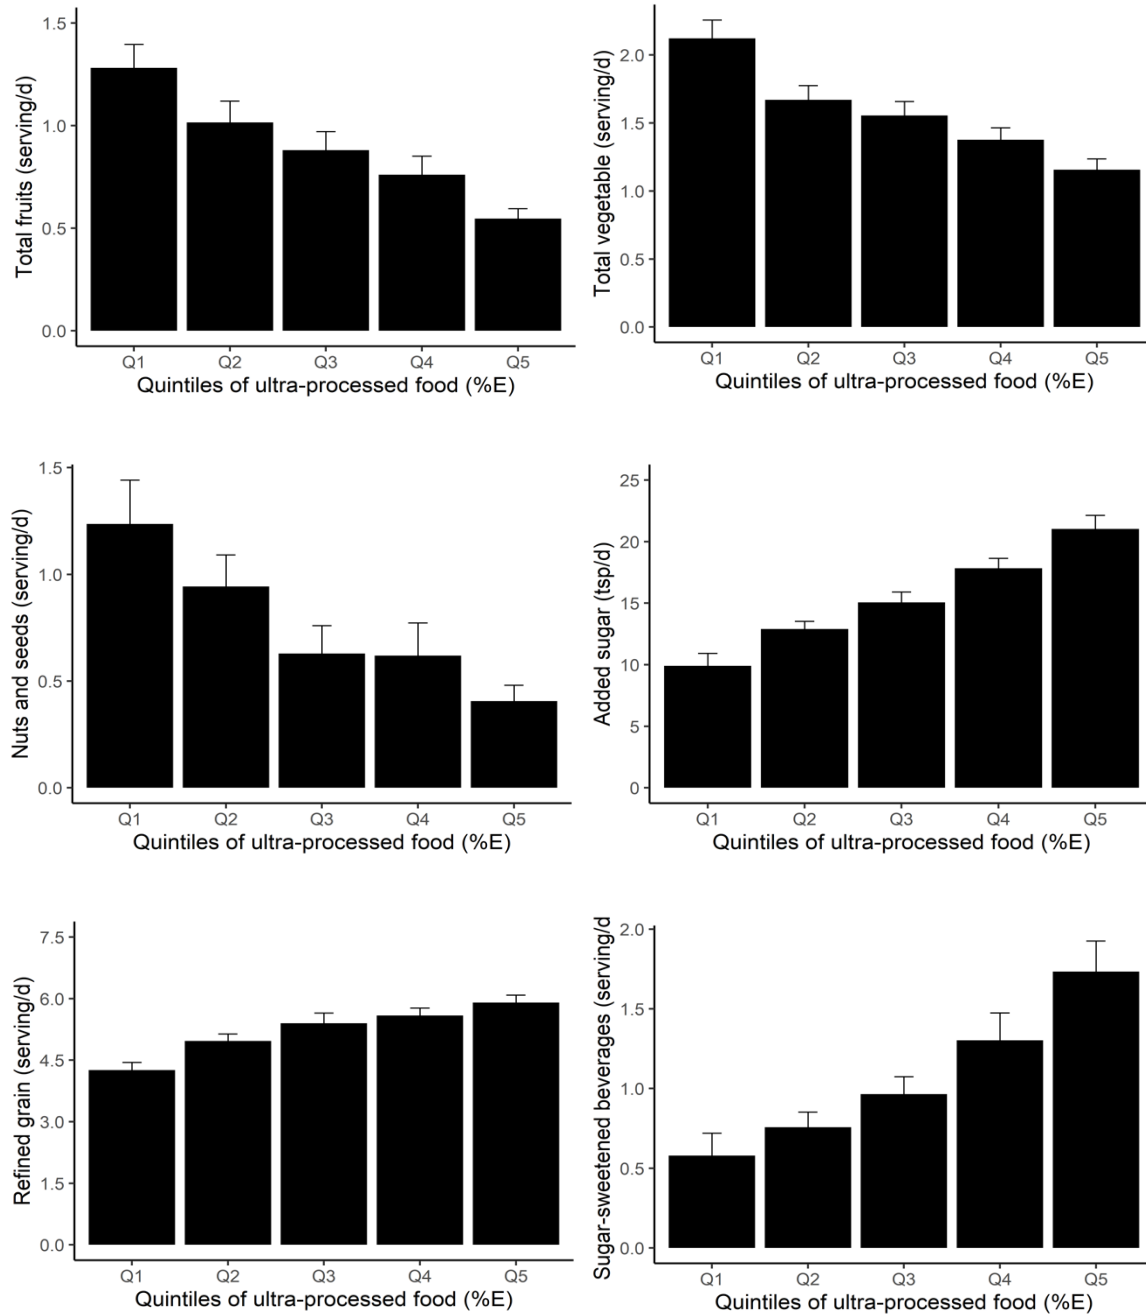 Total fruits (serving/d)
1.5
1.0
0.5
0.0
Q1 Q2 Q3 Q4 Q5
Quintiles of ultra-processed food (%E)
Total vegetable (serving/d)
2.0
1.5
1.0
0.5
0.0
Q1 Q2 Q3 Q4 Q5
Quintiles of ultra-processed food (%E)
Nuts and seeds (serving/d)
1.5
1.0
0.5
0.0
Q1 Q2 Q3 Q4 Q5
Quintiles of ultra-processed food (%E)
Added sugar (tsp/d)
25
20
15
10
5
0
Q1 Q2 Q3 Q4 Q5
Quintiles of ultra-processed food (%E)
Refined grain (serving/d)
7.5
6.0
4.5
3.0
1.5
0.0
Q1 Q2 Q3 Q4 Q5
Quintiles of ultra-processed food (%E)
Sugar-sweetened beverages (serving/d
2.0
1.5
1.0
0.5
0.0
Q1 Q2 Q3 Q4 Q5
Quintiles of ultra-processed food (%E)